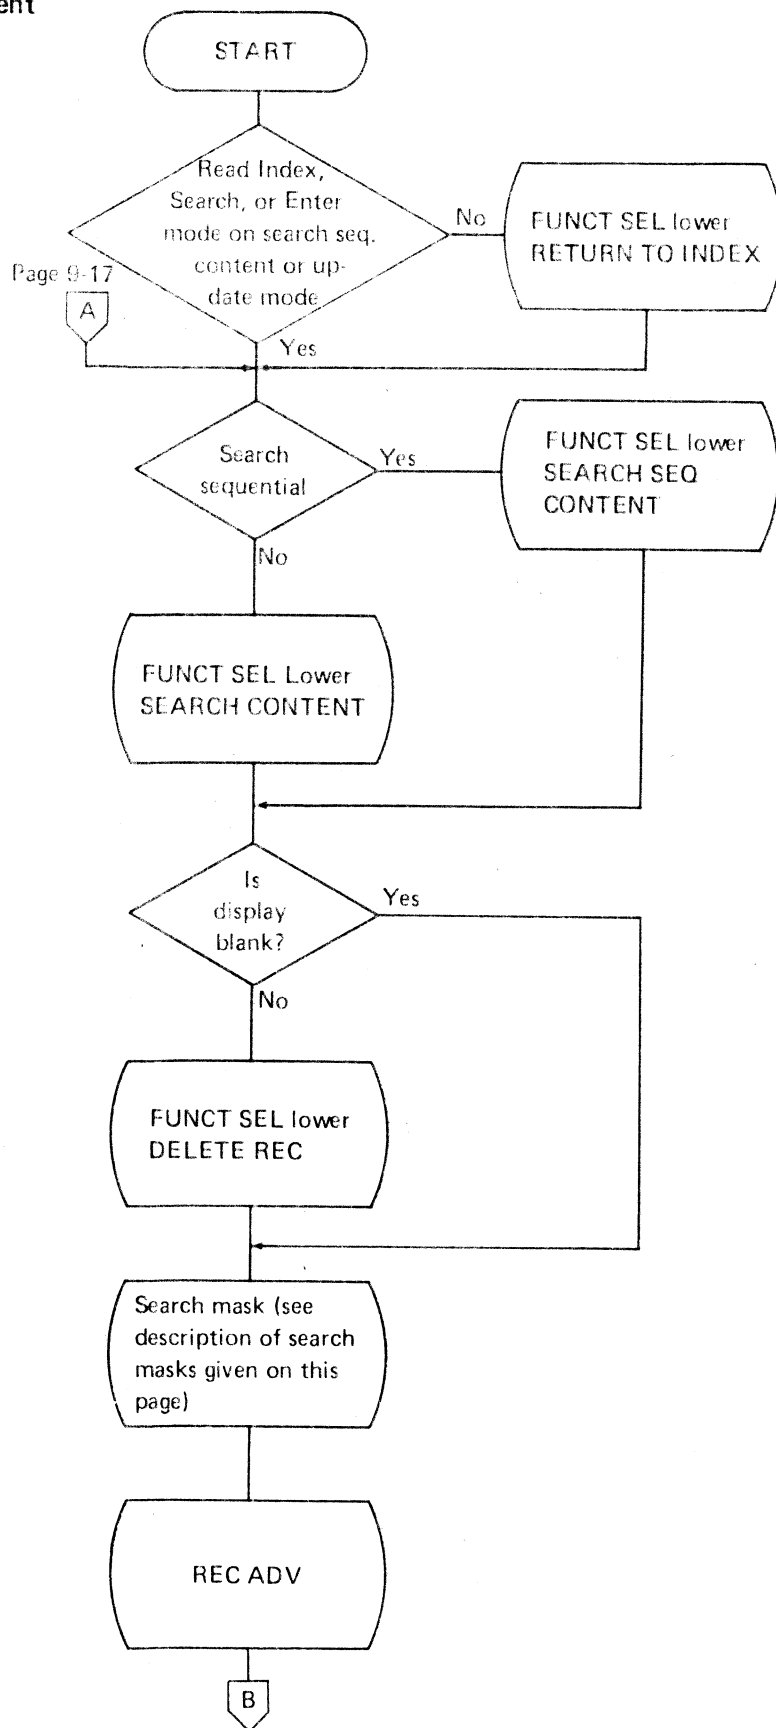 ent
START
Read Index,
Search, or Enter
mode on search seq.
content or up-
date mode
No
FUNCT SEL lower
RETURN TO INDEX
Page 9-17
A
Yes
Search
sequential
Yes
FUNCT SEL lower
SEARCH SEQ
CONTENT
No
FUNCT SEL Lower
SEARCH CONTENT
Is
display
blank?
Yes
No
FUNCT SEL lower
DELETE REC
Search mask (see
description of search
masks given on this
page)
REC ADV
B